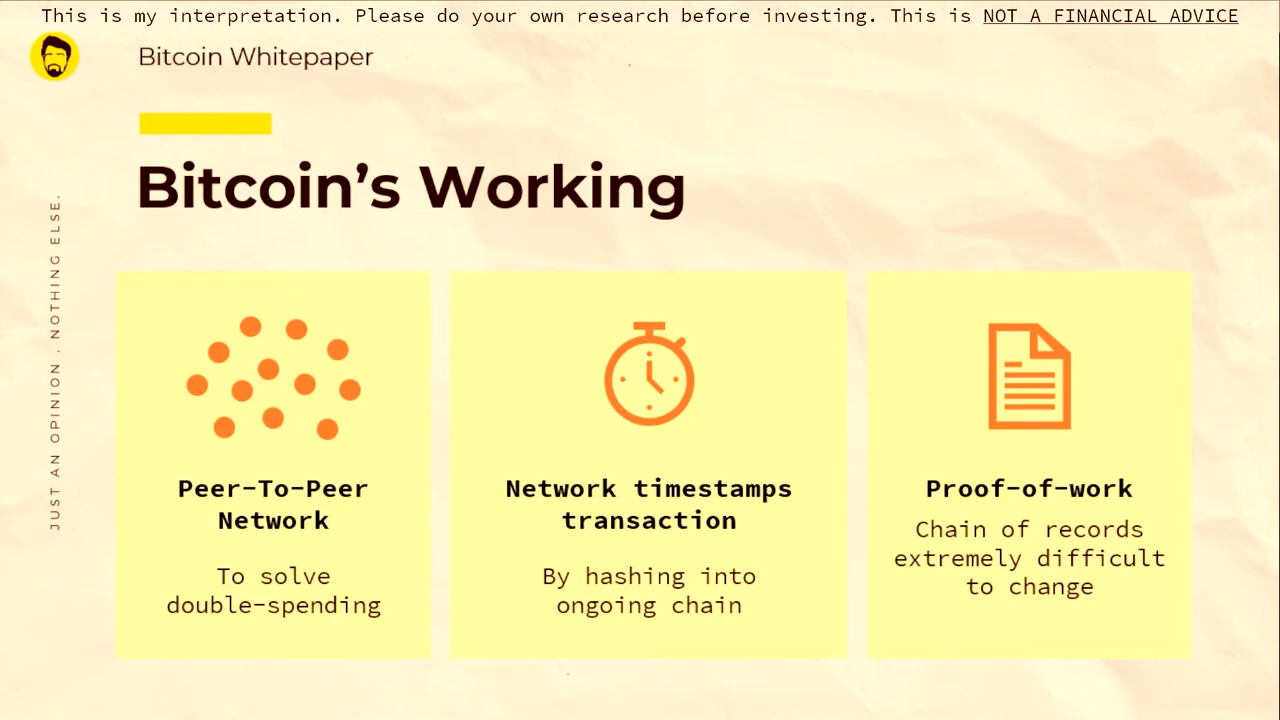 This is my interpretation. Please do your own research before investing. This is NOT A FINANCIAL ADVICE
Bitcoin Whitepaper
Bitcoin’s Working
JUST AN OPINION . NOTHING ELSE.
Peer-To-Peer
Network
To solve
double-spending
Network timestamps
transaction
By hashing into
ongoing chain
Proof-of-work
Chain of records
extremely difficult
to change